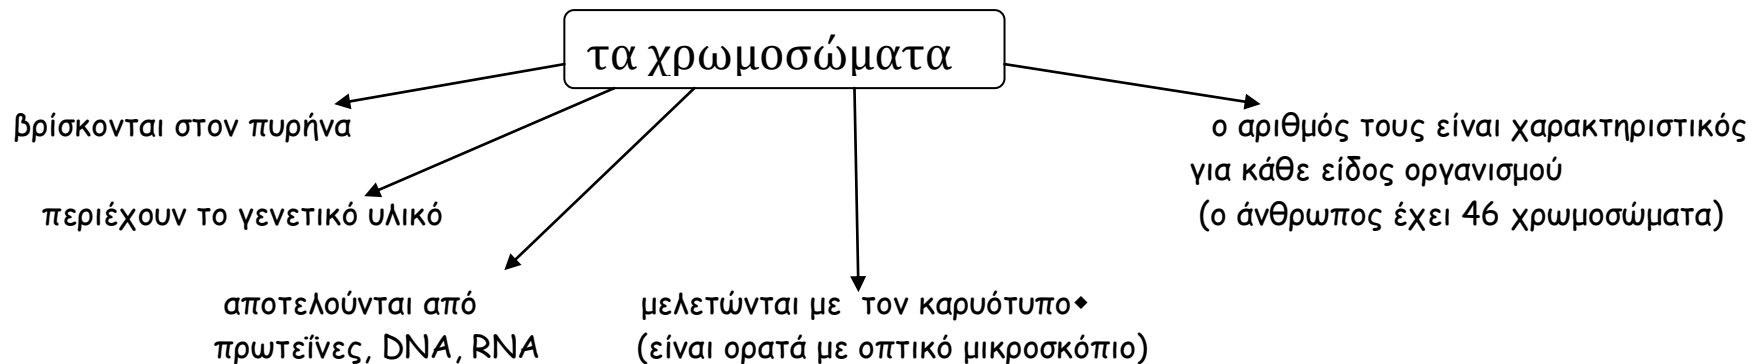 τα χρωμοσώματα
βρίσκονται στον πυρήνα
περιέχουν το γενετικό υλικό
αποτελούνται από
πρωτεΐνες, DNA, RNA
μελετώνται με τον καρυότυπο◆
(είναι ορατά με οπτικό μικροσκόπιο)
ο αριθμός τους είναι χαρακτηριστικός
για κάθε είδος οργανισμού
(ο άνθρωπος έχει 46 χρωμοσώματα)